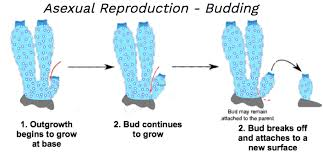 Asexual Reproduction - Budding
1. Outgrowth
begins to grow
at base
2. Bud continues
to grow
Bud may remain
attached to the parent
2. Bud breaks off
and attaches to a
new surface